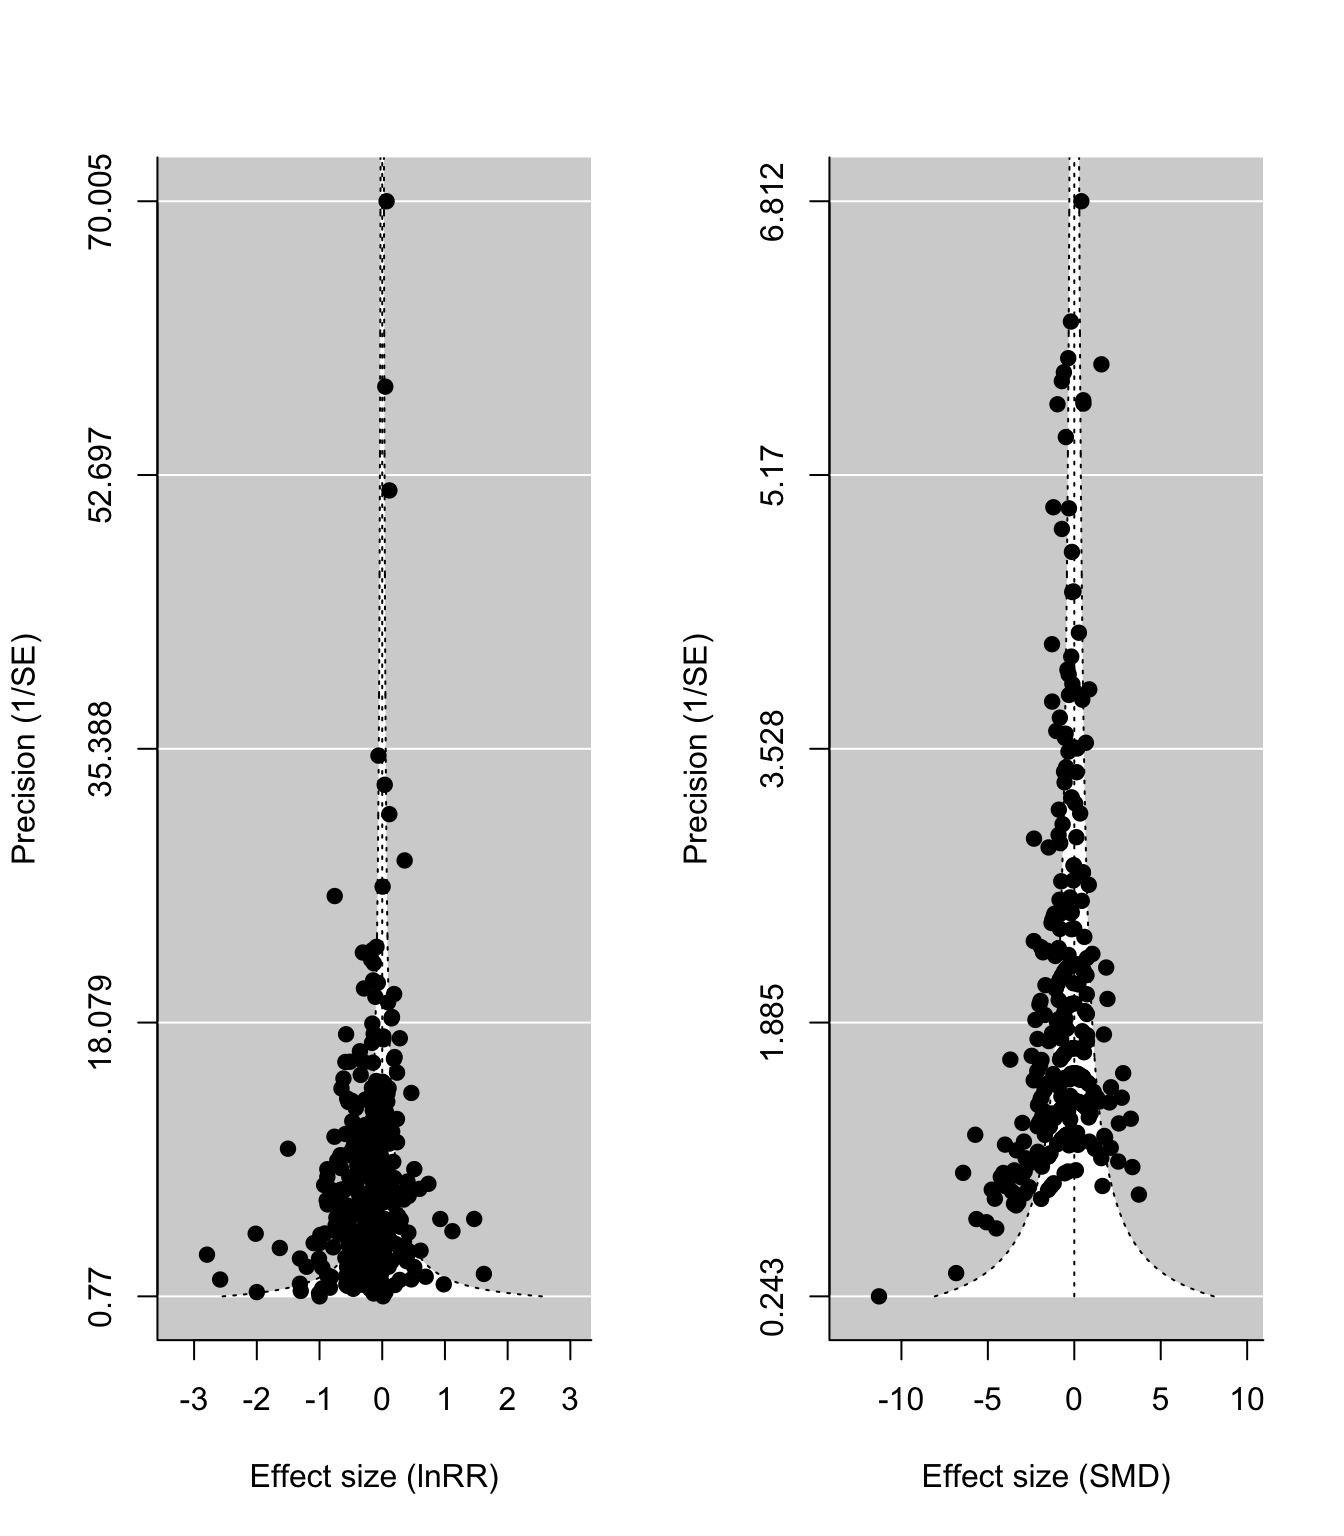 Precision (1/SE)
70.005
52.697
35.388
18.079
0.77
-3 -2 -1 0 1 2 3
Effect size (lnRR)
Precision (1/SE)
6.812
5.17
3.528
1.885
0.243
-10 -5 0 5 10
Effect size (SMD)